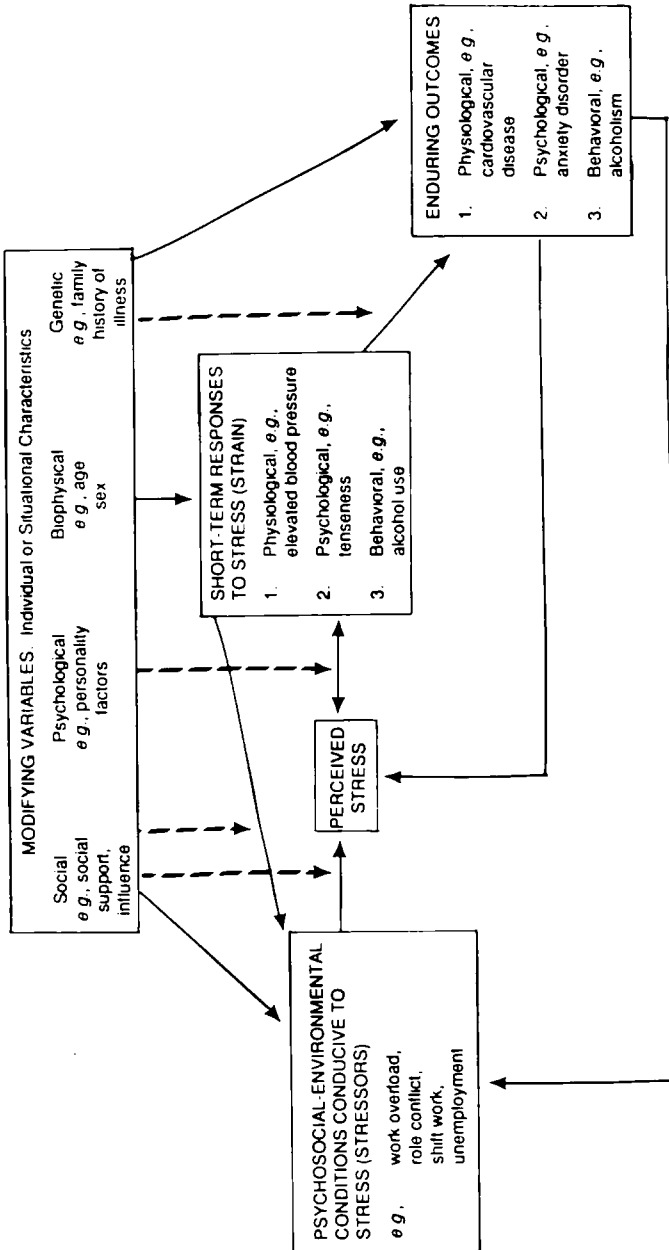 MODIFYING VARIABLES. Individual or Situational Characteristics
Social
e g., social
support,
influence
Psychological
e g., personality
factors
Biophysical
e g., age
sex
Genetic
e g, family
history of
illness
PSYCHOSOCIAL-ENVIRONMENTAL
CONDITIONS CONDUCIVE TO
STRESS (STRESSORS)
e g, work overload,
role conflict,
shift work,
unemployment
PERCEIVED
STRESS
SHORT-TERM RESPONSES
TO STRESS (STRAIN)
1. Physiological, e.g.,
elevated blood pressure
2. Psychological, e.g.,
tenseness
3. Behavioral, e.g.,
alcohol use
ENDURING OUTCOMES
1. Physiological, e g,
cardiovascular
disease
2. Psychological, e.g.
anxiety disorder
3. Behavioral, e.g.,
alcoholism